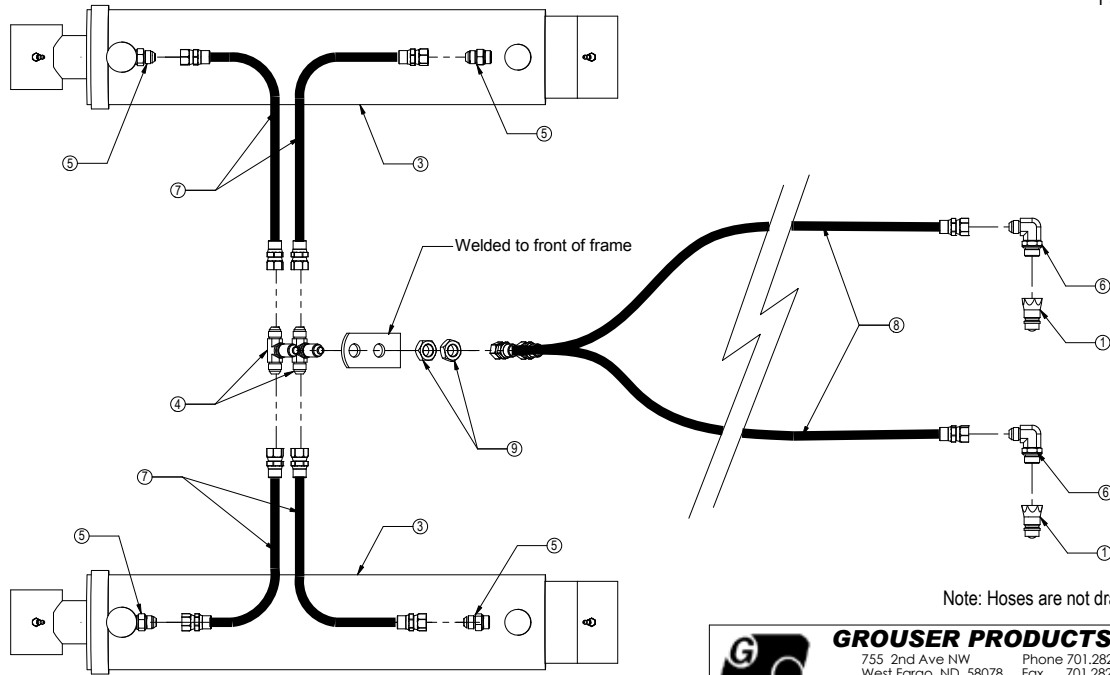 5
5
3
7
Welded to front of frame
6
1
8
4
9
6
7
3
5
5
1
Note: Hoses are not
G
GROUSER PRODUCTS
755 2nd Ave NW Phone 701.282
West Fargo, ND 58078 Fax 701.282